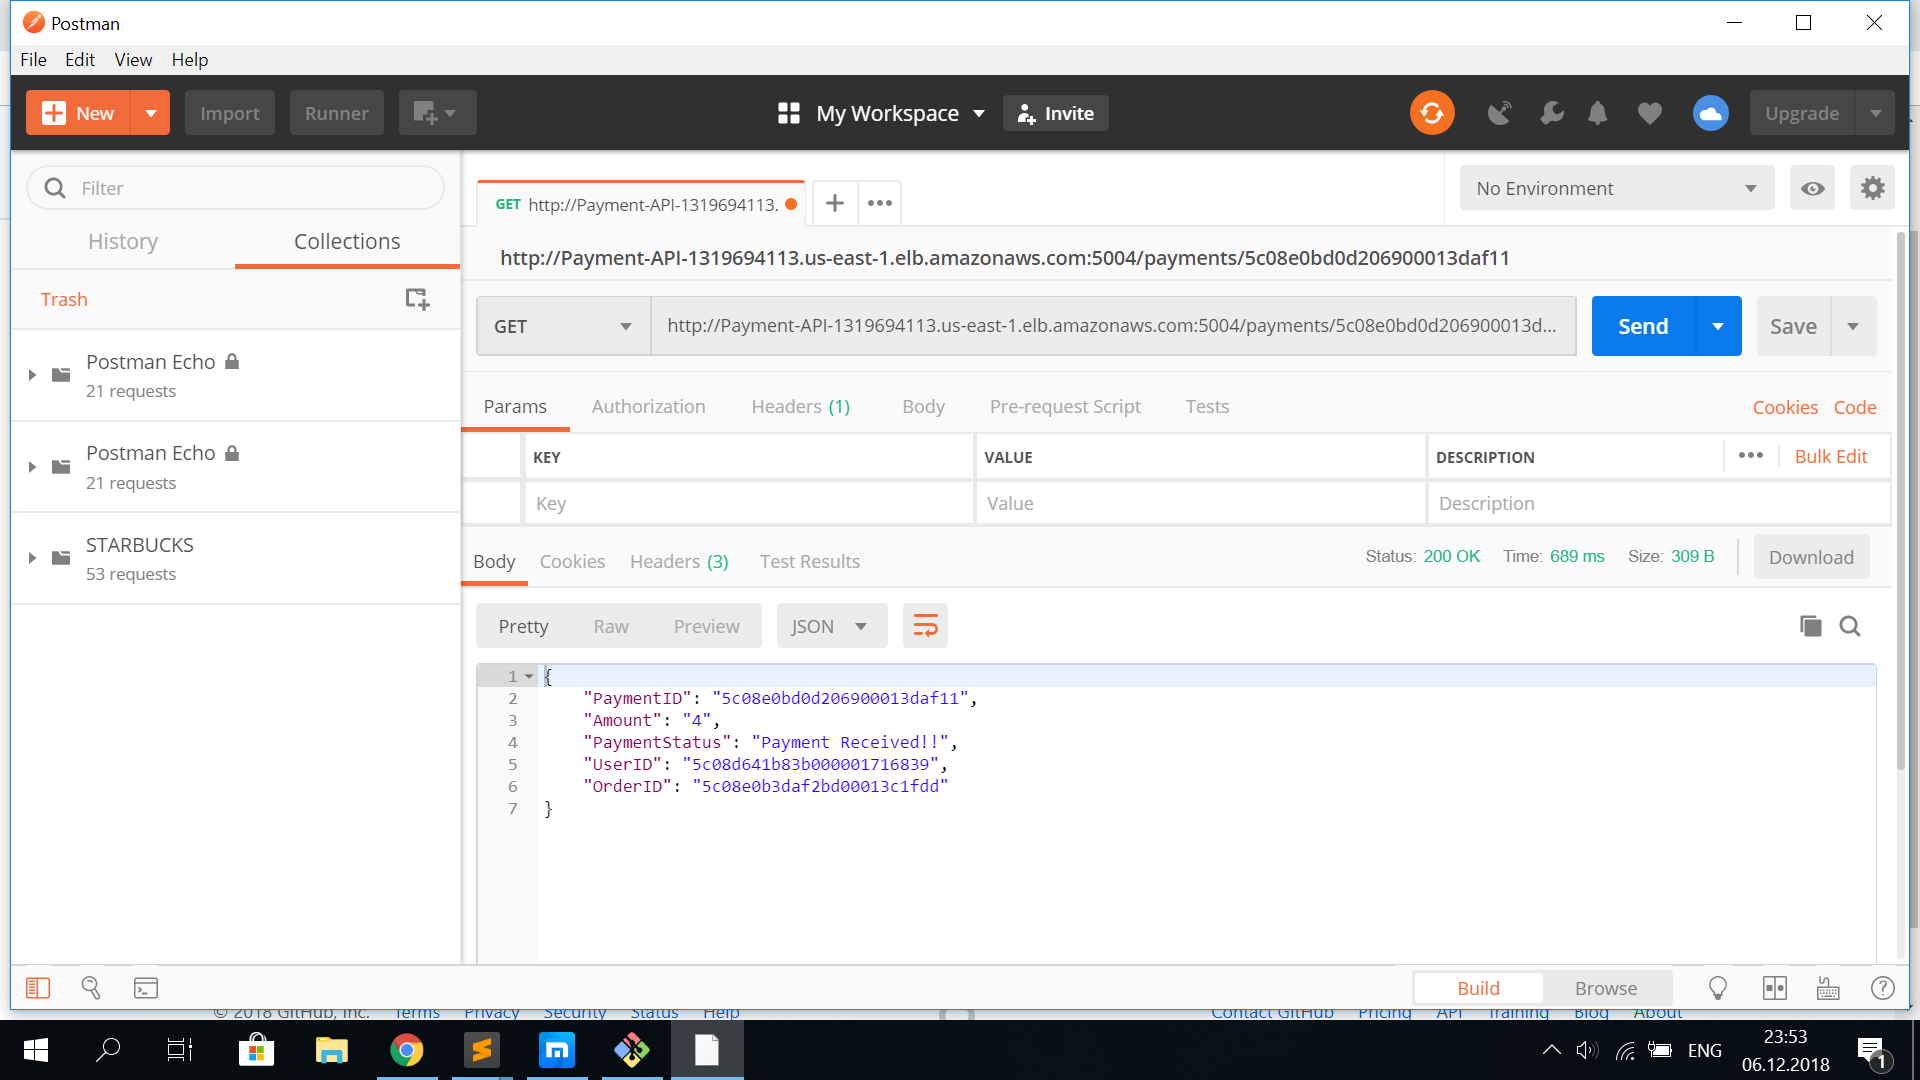 Postman
File Edit View Help
New Import Runner My Workspace Invite Upgrade
Filter
History Collections
Trash
Postman Echo
21 requests
Postman Echo
21 requests
STARBUCKS
53 requests
GET http://Payment-API-1319694113.
No Environment
http://Payment-API-1319694113.us-east-1.elb.amazonaws.com:5004/payments/5c08e0bd0d206900013daf11
GET http://Payment-API-1319694113.us-east-1.elb.amazonaws.com:5004/payments/5c08e0bd0d206900013d... Send Save
Params Authorization Headers (1) Body Pre-request Script Tests Cookies Code
KEY VALUE DESCRIPTION Bulk Edit
Key Value Description
Body Cookies Headers (3) Test Results Status: 200 OK Time: 689 ms Size: 309 B Download
Pretty Raw Preview JSON
1 {
2 "PaymentID": "5c08e0bd0d206900013daf11",
3 "Amount": "4",
4 "PaymentStatus": "Payment Received!!",
5 "UserID": "5c08d641b83b000001716839",
6 "OrderID": "5c08e0b3daf2bd00013c1fdd"
7 }
Build Browse
© 2018 GitHub, Inc. Terms Privacy Security Status Help Contact GitHub Pricing API Training Blog About
ENG
23:53
06.12.2018
1